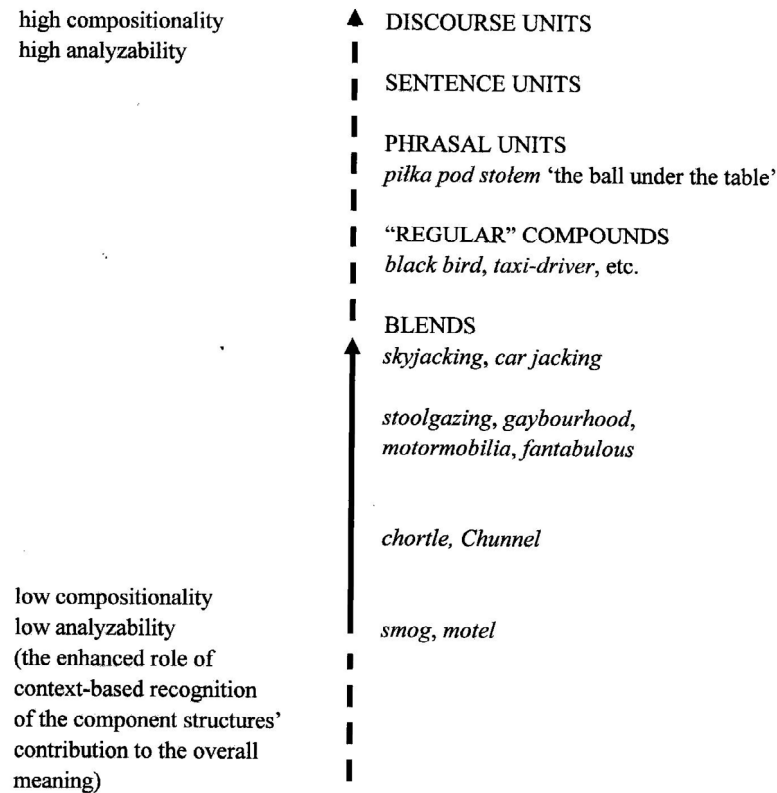 high compositionality
high analyzability
DISCOURSE UNITS
SENTENCE UNITS
PHRASAL UNITS
piłka pod stołem ‘the ball under the table’
“REGULAR” COMPOUNDS
black bird, taxi-driver, etc.
BLENDS
skyjacking, car jacking
stoolgazing, gaybourhood,
motormobilia, fantabulous
chortle, Chunnel
smog, motel
low compositionality
low analyzability
(the enhanced role of
context-based recognition
of the component structures’
contribution to the overall
meaning)